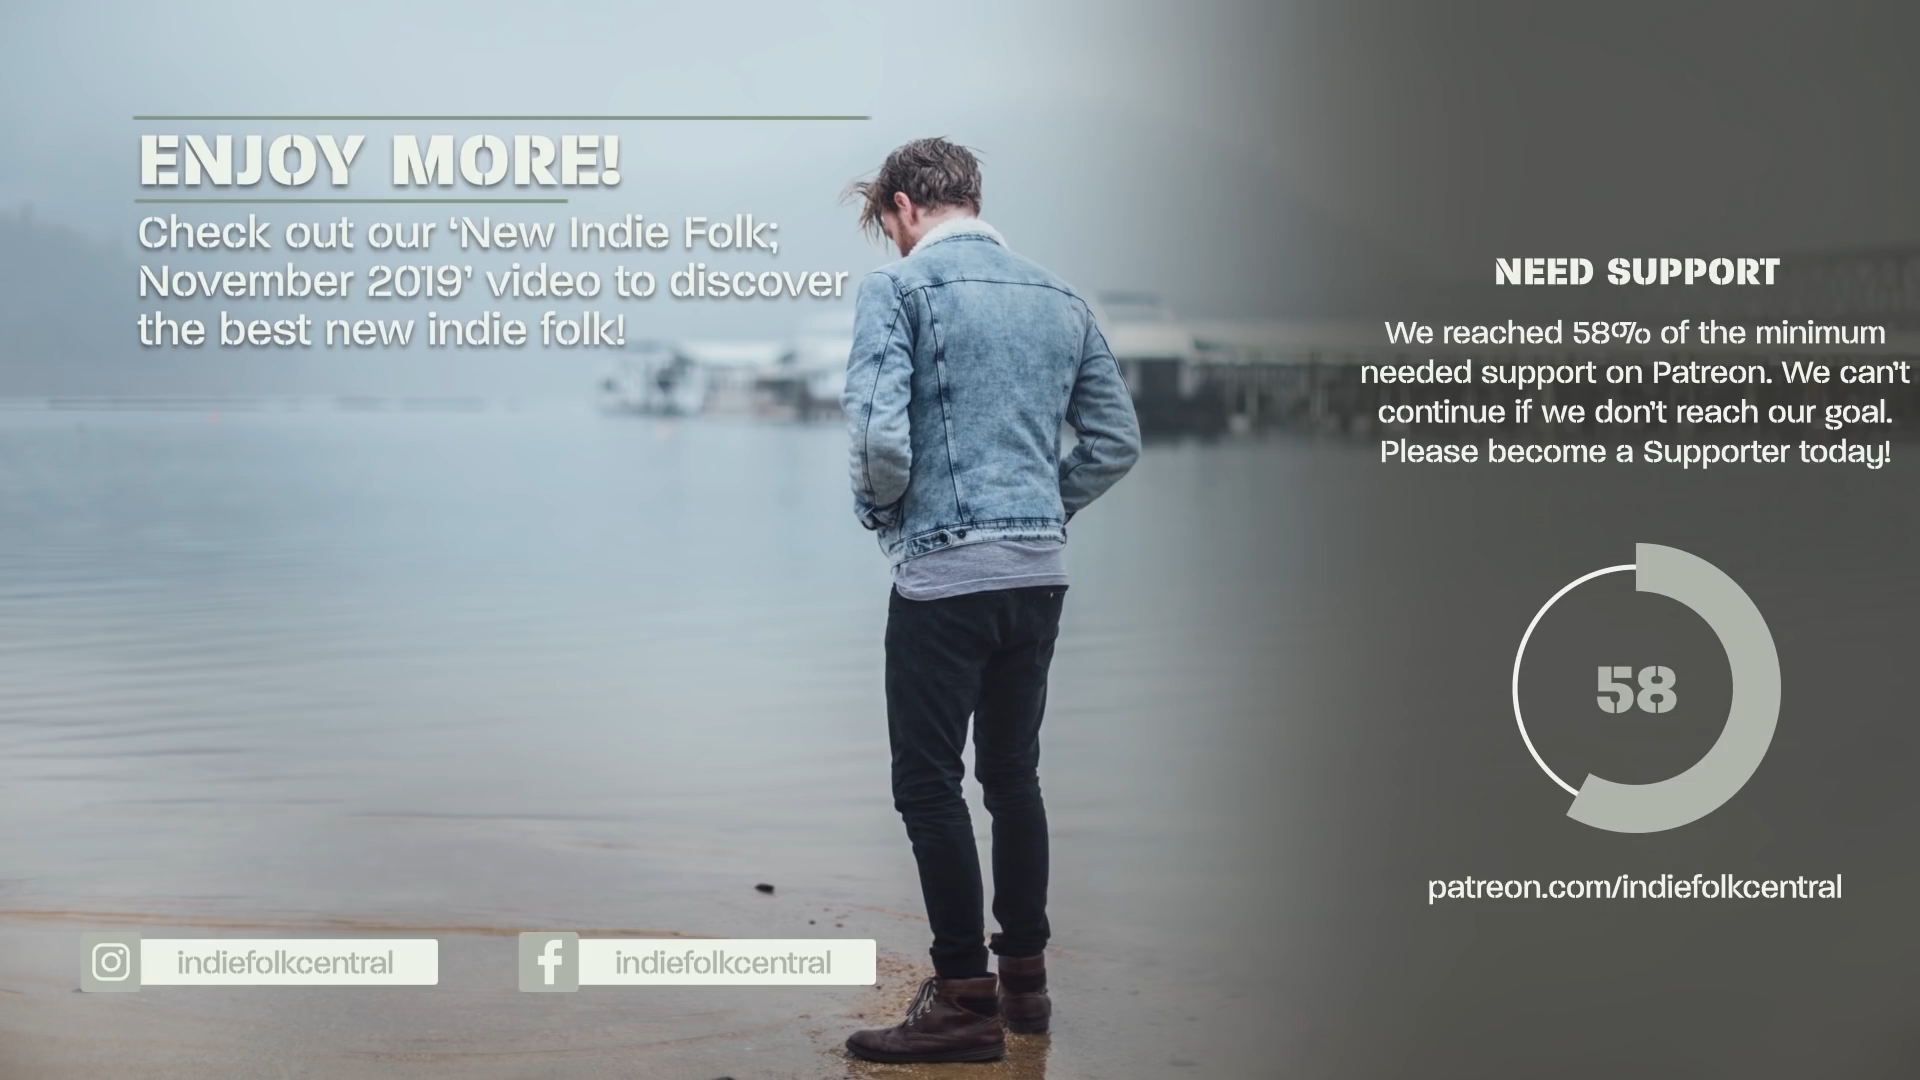 ENJOY MORE!
Check out our ‘New Indie Folk;
November 2019’ video to discover
the best new indie folk!
NEED SUPPORT
We reached 58% of the minimum
needed support on Patreon. We can’t
continue if we don’t reach our goal.
Please become a Supporter today!
58
patreon.com/indiefolkcentral
indiefolkcentral
indiefolkcentral